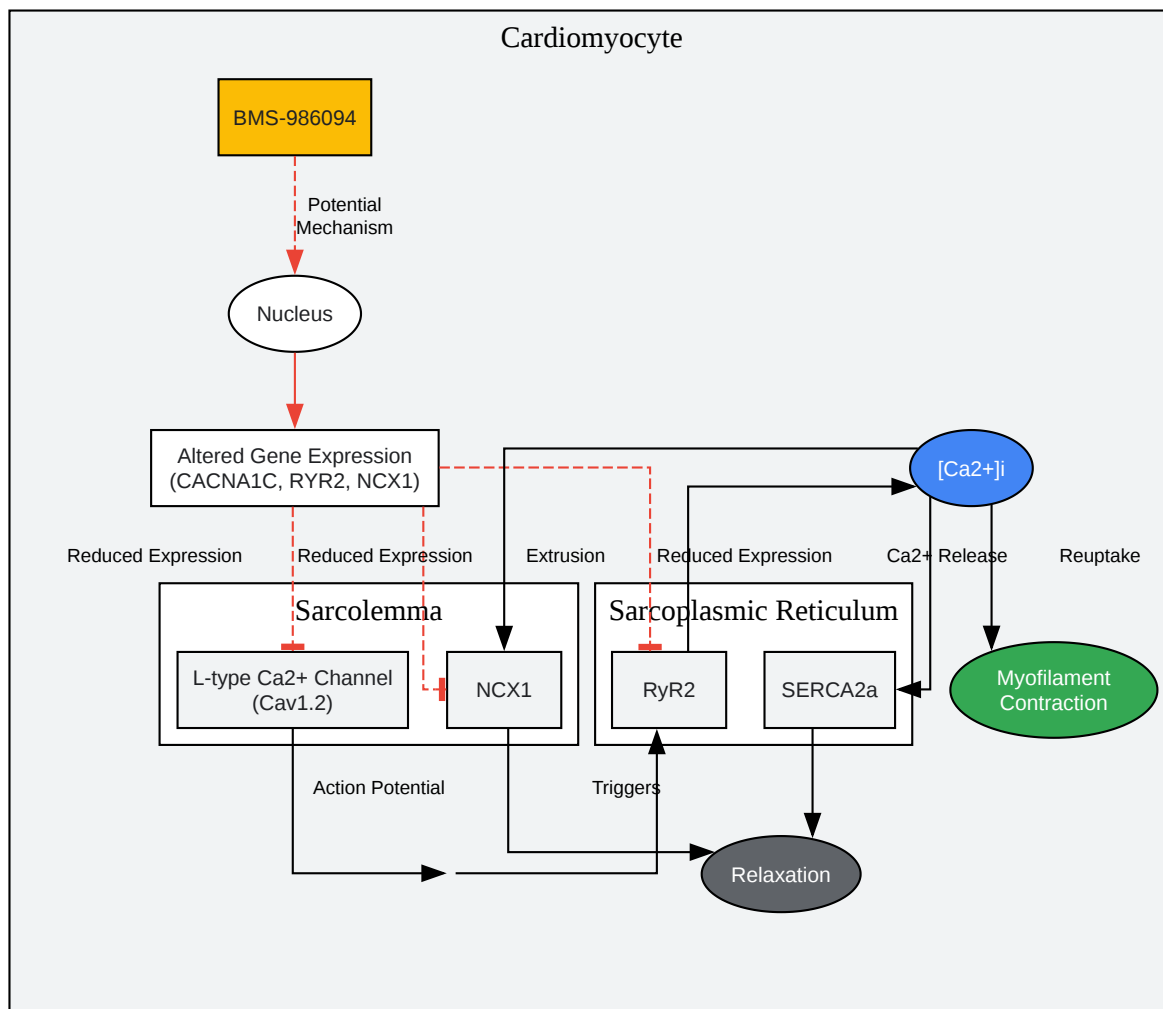 Cardiomyocyte
BMS-986094
Potential
Mechanism
Nucleus
Altered Gene Expression
(CACNA1C, RYR2, NCX1)
[Ca2+]i
Reduced Expression
Reduced Expression
Extrusion
Reduced Expression
Ca2+ Release
Reuptake
Sarcolemma
Sarcoplasmic Reticulum
L-type Ca2+ Channel
(Cav1.2)
NCX1
RyR2
SERCA2a
Myofilament
Contraction
Action Potential
Triggers
Relaxation